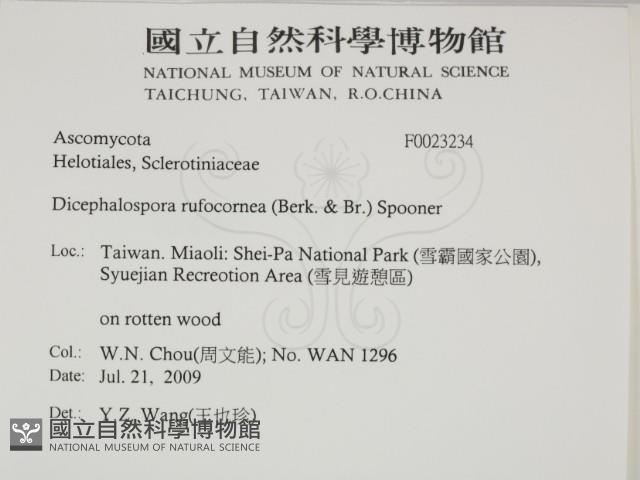 國立自然科學博物館
NATIONAL MUSEUM OF NATURAL SCIENCE
TAICHUNG, TAIWAN, R.O.CHINA
Ascomycota F0023234
Helotiales, Sclerotiniaceae
Dicephalospora rufocornea (Berk. & Br.) Spooner
Loc.: Taiwan. Miaoli: Shei-Pa National Park (雪霸國家公園),
Syuejian Recreotion Area (雪見遊憩區)
on rotten wood
Col.: W.N. Chou(周文能); No. WAN 1296
Date: Jul. 21, 2009
Det.: Y.Z. Wang(王也珍)
國立自然科學博物館
NATIONAL MUSEUM OF NATURAL SCIENCE